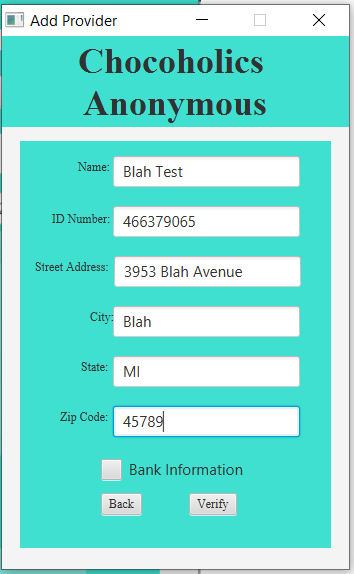 Add Provider
Chocoholics
Anonymous
Name: Blah Test
ID Number: 466379065
Street Address: 3953 Blah Avenue
City: Blah
State: MI
Zip Code: 45789
Bank Information
Back Verify